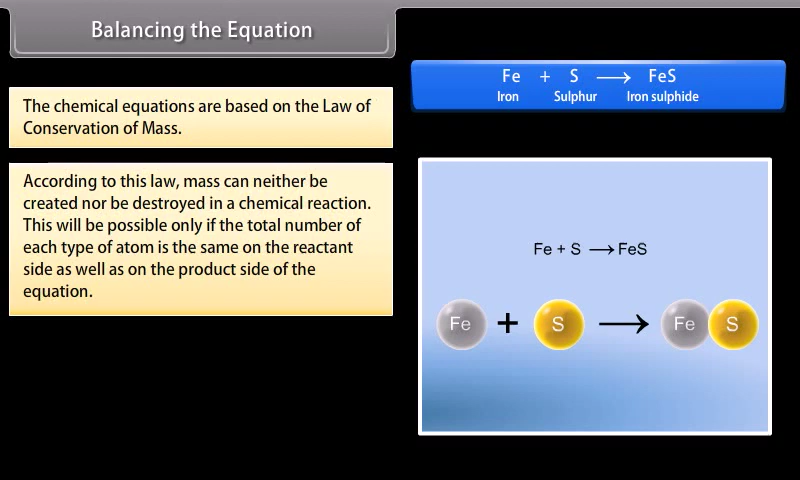 Balancing the Equation
The chemical equations are based on the Law of
Conservation of Mass.
According to this law, mass can neither be
created nor be destroyed in a chemical reaction.
This will be possible only if the total number of
each type of atom is the same on the reactant
side as well as on the product side of the
equation.
Fe + S ⟶ FeS
Iron Sulphur Iron sulphide
Fe + S ⟶ FeS
Fe + S ⟶ Fe S